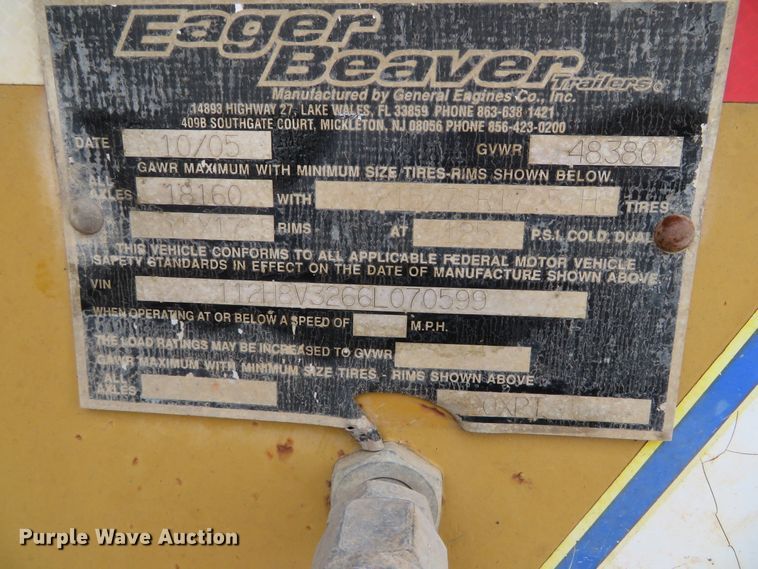 Eager
Beaver
Trailers
Manufactured by General Engines Co., Inc.
14893 HIGHWAY 27, LAKE WALES, FL 33859 PHONE 863-638-1421
409B SOUTHGATE COURT, MICKLETON, NJ 08056 PHONE 856-423-0200
DATE 10/05 GVWR 48380
GAWR MAXIMUM WITH MINIMUM SIZE TIRES-RIMS SHOWN BELOW.
AXLES 18160 WITH TIRES
RIMS AT P.S.I. COLD, DUAL
THIS VEHICLE CONFORMS TO ALL APPLICABLE FEDERAL MOTOR VEHICLE
SAFETY STANDARDS IN EFFECT ON THE DATE OF MANUFACTURE SHOWN ABOVE
VIN 112H8V3266L070599
WHEN OPERATING AT OR BELOW A SPEED OF M.P.H.
THE LOAD RATINGS MAY BE INCREASED TO GVWR
GAWR MAXIMUM WITH MINIMUM SIZE TIRES - RIMS SHOWN ABOVE
ALL
AXLES
Purple Wave Auction